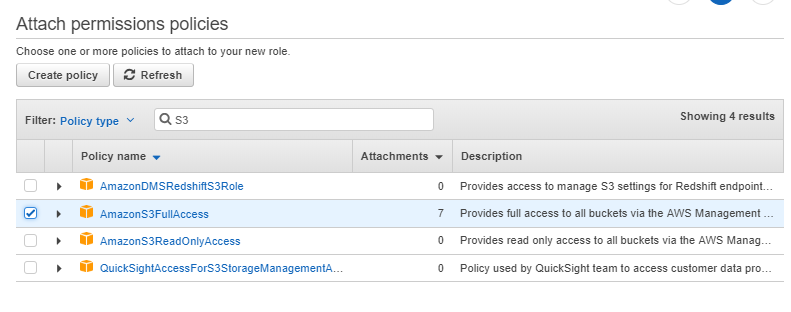 Attach permissions policies
Choose one or more policies to attach to your new role.
Create policy Refresh
Filter: Policy type S3 Showing 4 results
Policy name Attachments Description
AmazonDMSRedshiftS3Role 0 Provides access to manage S3 settings for Redshift endpoint...
AmazonS3FullAccess 7 Provides full access to all buckets via the AWS Management ...
AmazonS3ReadOnlyAccess 0 Provides read only access to all buckets via the AWS Manag...
QuickSightAccessForS3StorageManagementA... 0 Policy used by QuickSight team to access customer data pro...